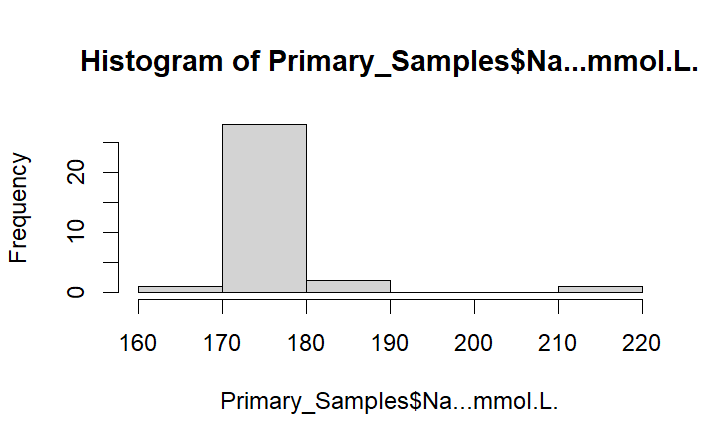 Histogram of Primary_Samples$Na...mmol.L.
Frequency
20
10
0
160 170 180 190 200 210 220
Primary_Samples$Na...mmol.L.